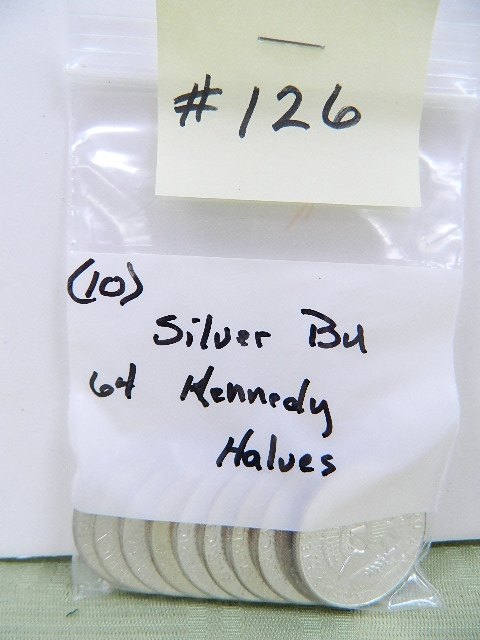 #126
(10)
Silver BU
64 Kennedy
Halves